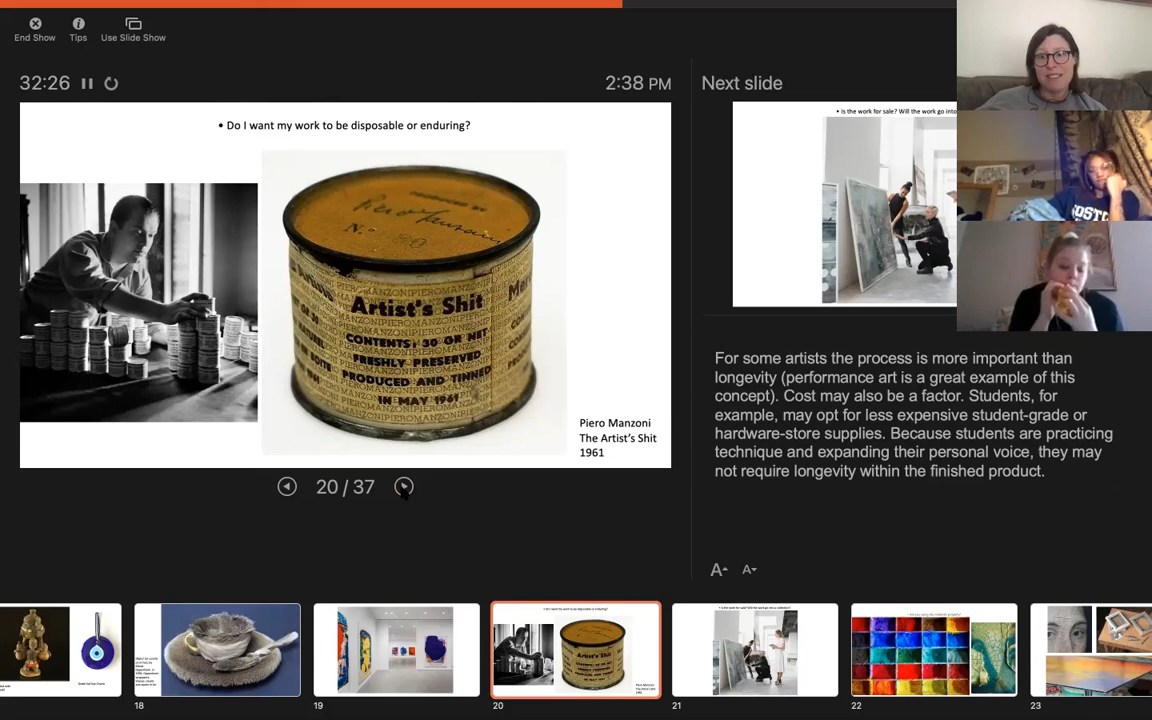 End Show
Tips
Use Slide Show
32:26
2:38 PM
Next slide
• Do I want my work to be disposable or enduring?
• Is the work for sale? Will the work go into
Piero Manzoni
N.°
Artist's Shit
CONTENTS: 30 GR NET
FRESHLY PRESERVED
PRODUCED AND TINNED
IN MAY 1961
Piero Manzoni
The Artist's Shit
1961
For some artists the process is more important than
longevity (performance art is a great example of this
concept). Cost may also be a factor. Students, for
example, may opt for less expensive student-grade or
hardware-store supplies. Because students are practicing
technique and expanding their personal voice, they may
not require longevity within the finished product.
20 / 37
A
A
18
19
20
21
22
23